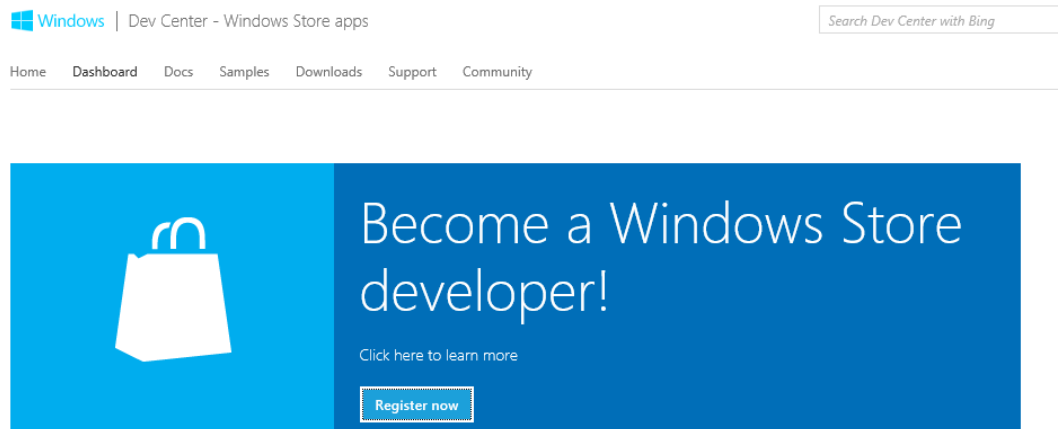 Windows | Dev Center - Windows Store apps
Search Dev Center with Bing
Home Dashboard Docs Samples Downloads Support Community
Become a Windows Store
developer!
Click here to learn more
Register now